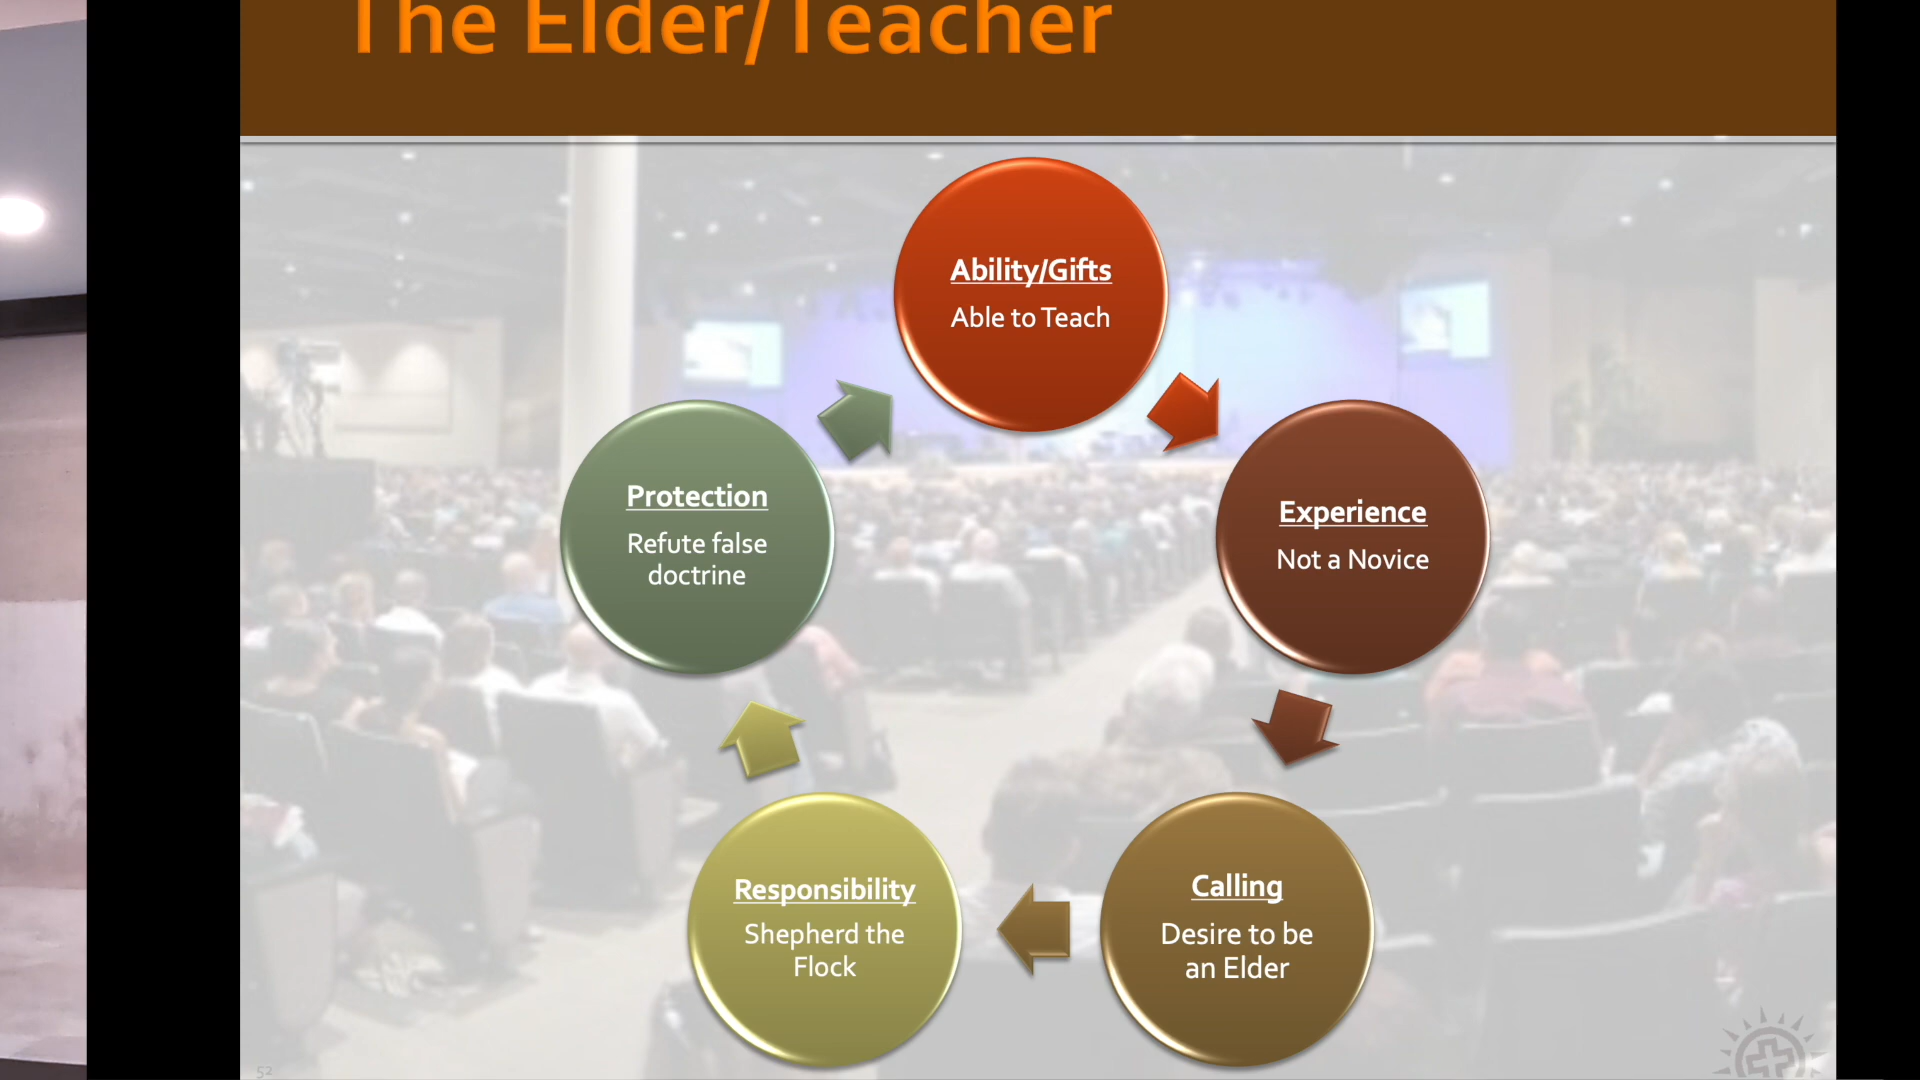 The Elder/Teacher
Ability/Gifts
Able to Teach
Experience
Not a Novice
Calling
Desire to be
an Elder
Responsibility
Shepherd the
Flock
Protection
Refute false
doctrine
52